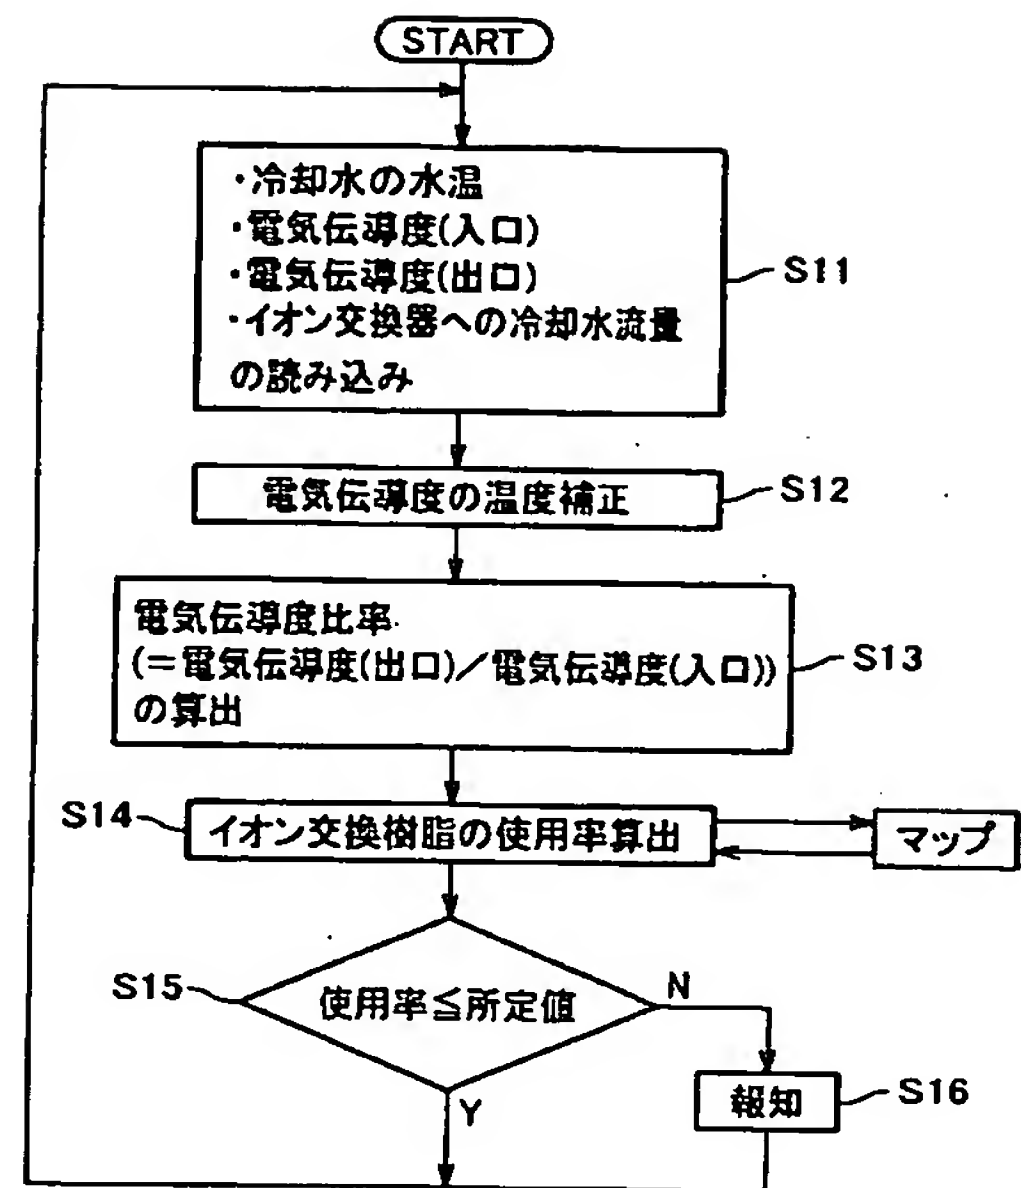 START
・冷却水の水温
・電気伝導度(入口)
・電気伝導度(出口)
・イオン交換器への冷却水流量
の読み込み
S11
電気伝導度の温度補正
S12
電気伝導度比率
(=電気伝導度(出口)/電気伝導度(入口))
の算出
S13
S14
イオン交換樹脂の使用率算出
マップ
S15
使用率≦所定値
N
Y
報知
S16